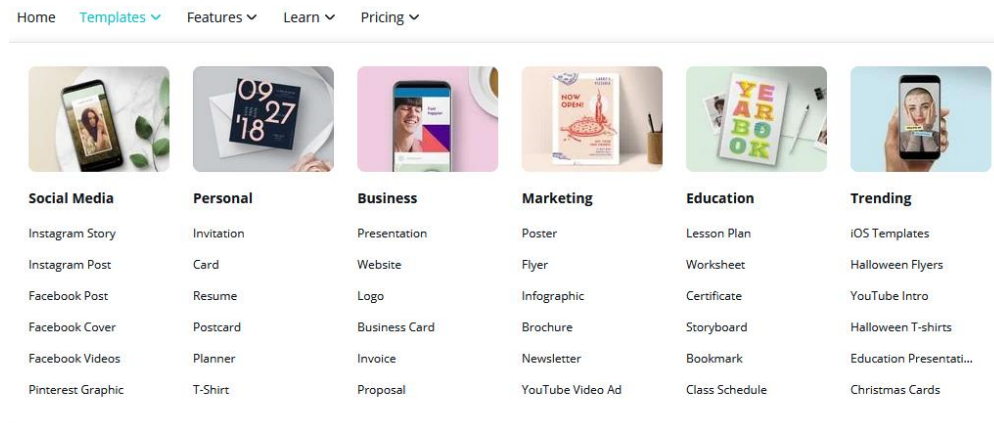 Home
Templates
Features
Learn
Pricing
09
27
'18
NOW
OPEN!
YE
AR
BO
OK
Social Media
Instagram Story
Instagram Post
Facebook Post
Facebook Cover
Facebook Videos
Pinterest Graphic
Personal
Invitation
Card
Resume
Postcard
Planner
T-Shirt
Business
Presentation
Website
Logo
Business Card
Invoice
Proposal
Marketing
Poster
Flyer
Infographic
Brochure
Newsletter
YouTube Video Ad
Education
Lesson Plan
Worksheet
Certificate
Storyboard
Bookmark
Class Schedule
Trending
iOS Templates
Halloween Flyers
YouTube Intro
Halloween T-shirts
Education Presentati...
Christmas Cards